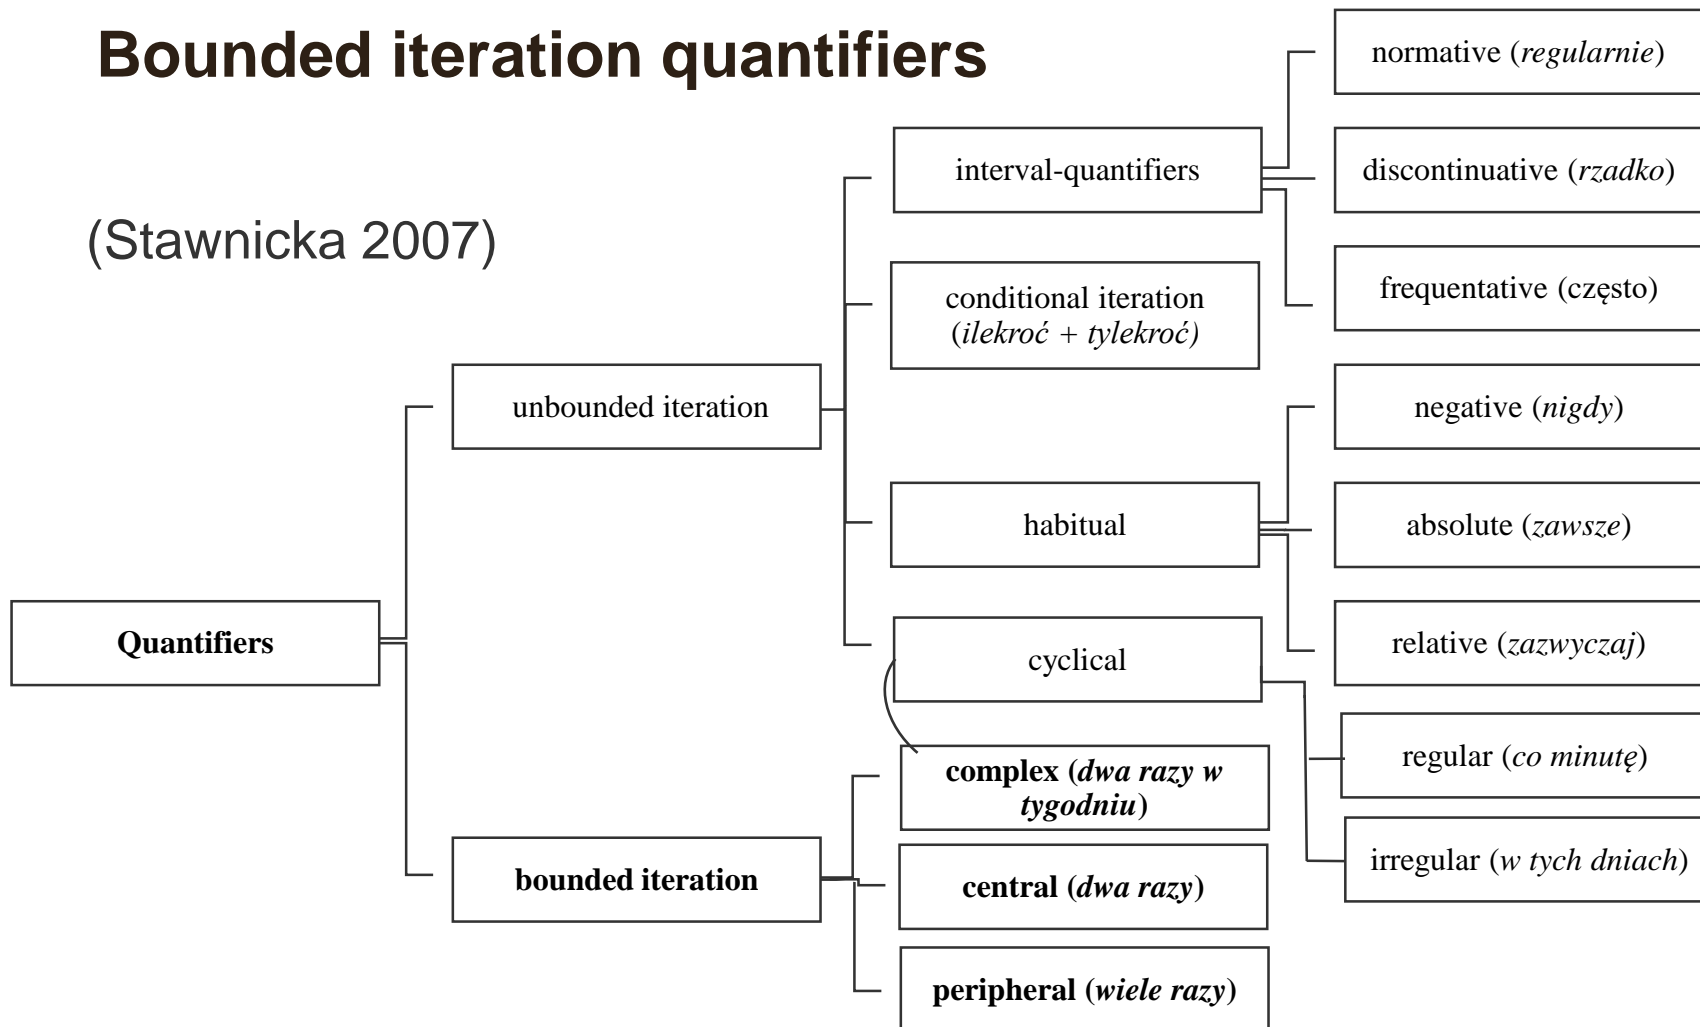 Bounded iteration quantifiers
(Stawnicka 2007)
Quantifiers
unbounded iteration
interval-quantifiers
normative (regularnie)
discontinuative (rzadko)
frequentative (często)
conditional iteration
(ilekroć + tylekroć)
habitual
negative (nigdy)
absolute (zawsze)
relative (zazwyczaj)
cyclical
regular (co minutę)
irregular (w tych dniach)
bounded iteration
complex (dwa razy w
tygodniu)
central (dwa razy)
peripheral (wiele razy)